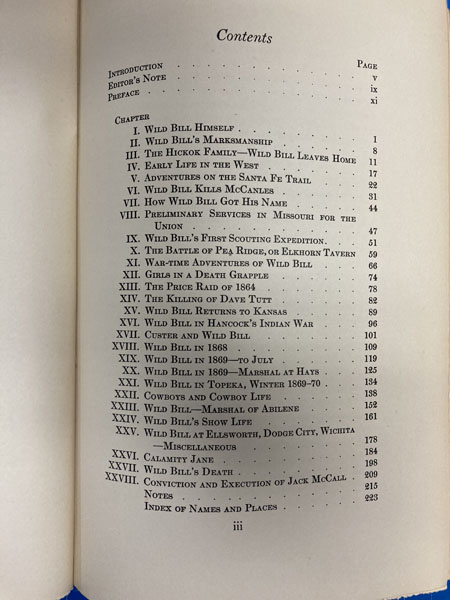 Contents
PAGE
INTRODUCTION . . . . . . . . . v
EDITOR'S NOTE . . . . . . . . . ix
PREFACE . . . . . . . . . . xi
CHAPTER
I. WILD BILL HIMSELF . . . . . . . 1
II. WILD BILL'S MARKSMANSHIP . . . . . 8
III. THE HICKOK FAMILY—WILD BILL LEAVES HOME 11
IV. EARLY LIFE IN THE WEST . . . . . 17
V. ADVENTURES ON THE SANTA FE TRAIL . . . 22
VI. WILD BILL KILLS MCCANLES . . . . . 31
VII. HOW WILD BILL GOT HIS NAME . . . . 44
VIII. PRELIMINARY SERVICES IN MISSOURI FOR THE
UNION . . . . . . . . . 47
IX. WILD BILL'S FIRST SCOUTING EXPEDITION . . 51
X. THE BATTLE OF PEA RIDGE, OR ELKHORN TAVERN 59
XI. WAR-TIME ADVENTURES OF WILD BILL . . . 66
XII. GIRLS IN A DEATH GRAPPLE . . . . . 74
XIII. THE PRICE RAID OF 1864 . . . . . 78
XIV. THE KILLING OF DAVE TUTT . . . . . 82
XV. WILD BILL RETURNS TO KANSAS . . . . 89
XVI. WILD BILL IN HANCOCK'S INDIAN WAR . . . 96
XVII. CUSTER AND WILD BILL . . . . . . 101
XVIII. WILD BILL IN 1868 . . . . . . . 109
XIX. WILD BILL IN 1869—TO JULY . . . . . 119
XX. WILD BILL IN 1869—MARSHAL AT HAYS . . . 125
XXI. WILD BILL IN TOPEKA, WINTER 1869-70 . . 134
XXII. COWBOYS AND COWBOY LIFE . . . . . 138
XXIII. WILD BILL—MARSHAL OF ABILENE . . . . 152
XXIV. WILD BILL'S SHOW LIFE . . . . . . 161
XXV. WILD BILL AT ELLSWORTH, DODGE CITY, WICHITA
—MISCELLANEOUS . . . . . . . 178
XXVI. CALAMITY JANE . . . . . . . . 184
XXVII. WILD BILL'S DEATH . . . . . . . 198
XXVIII. CONVICTION AND EXECUTION OF JACK MCCALL . 209
NOTES . . . . . . . . . . 215
INDEX OF NAMES AND PLACES . . . . . 223
iii